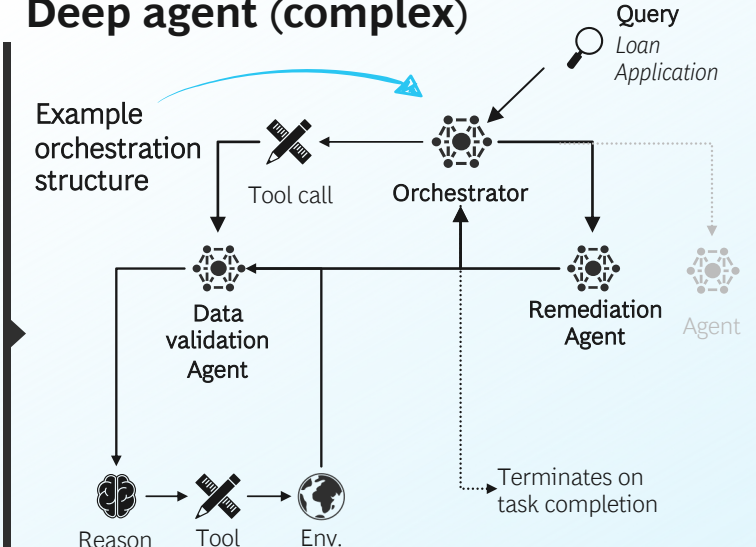 Deep agent (complex)
Query
Loan
Application
Example
orchestration
structure
Tool call
Orchestrator
Data
validation
Agent
Remediation
Agent
Agent
Terminates on
task completion
Reason
Tool
Env.